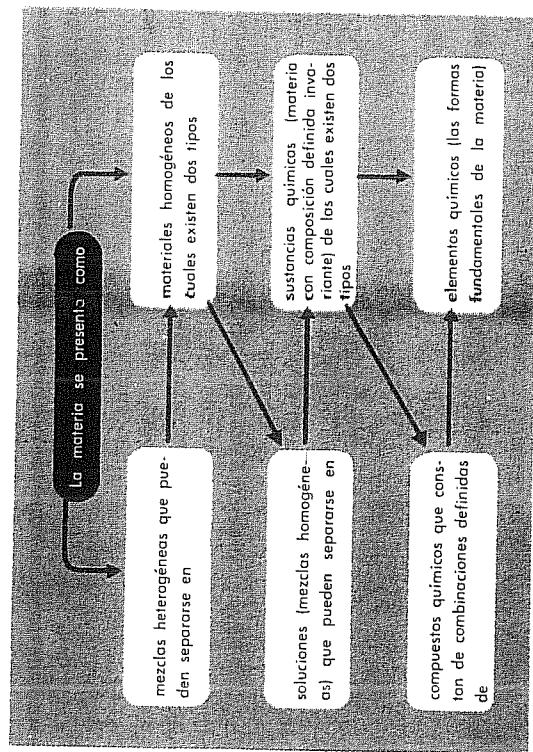 La materia se presenta como
mezclas heterogéneas que pue-
den separarse en
materiales homogéneos de los
cuales existen dos tipos
soluciones (mezclas homogéne-
as) que pueden separarse en
sustancias químicas (materia
con composición definida inva-
riante) de las cuales existen dos
tipos
compuestos químicos que cons-
tan de combinaciones definidas
de
elementos químicos (las formas
fundamentales de la materia)